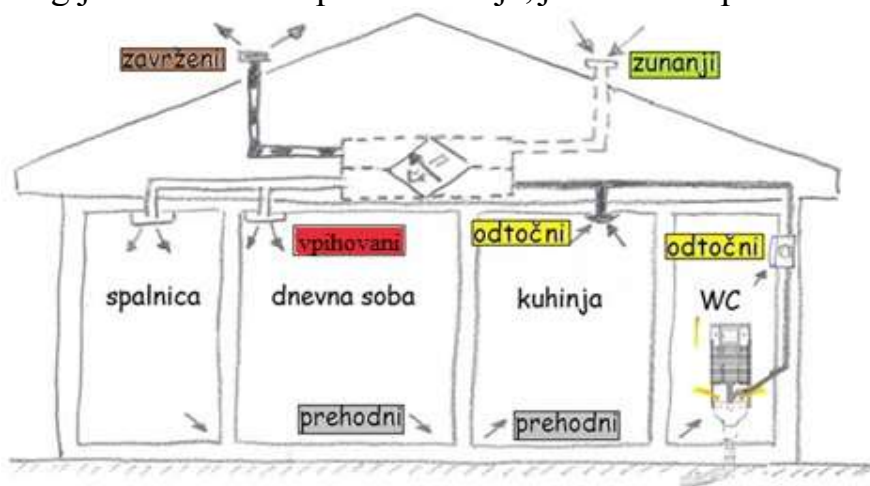 zavrženi
zunanji
vpihovani
odtočni
odtočni
spalnica
dnevna soba
kuhinja
WC
prehodni
prehodni